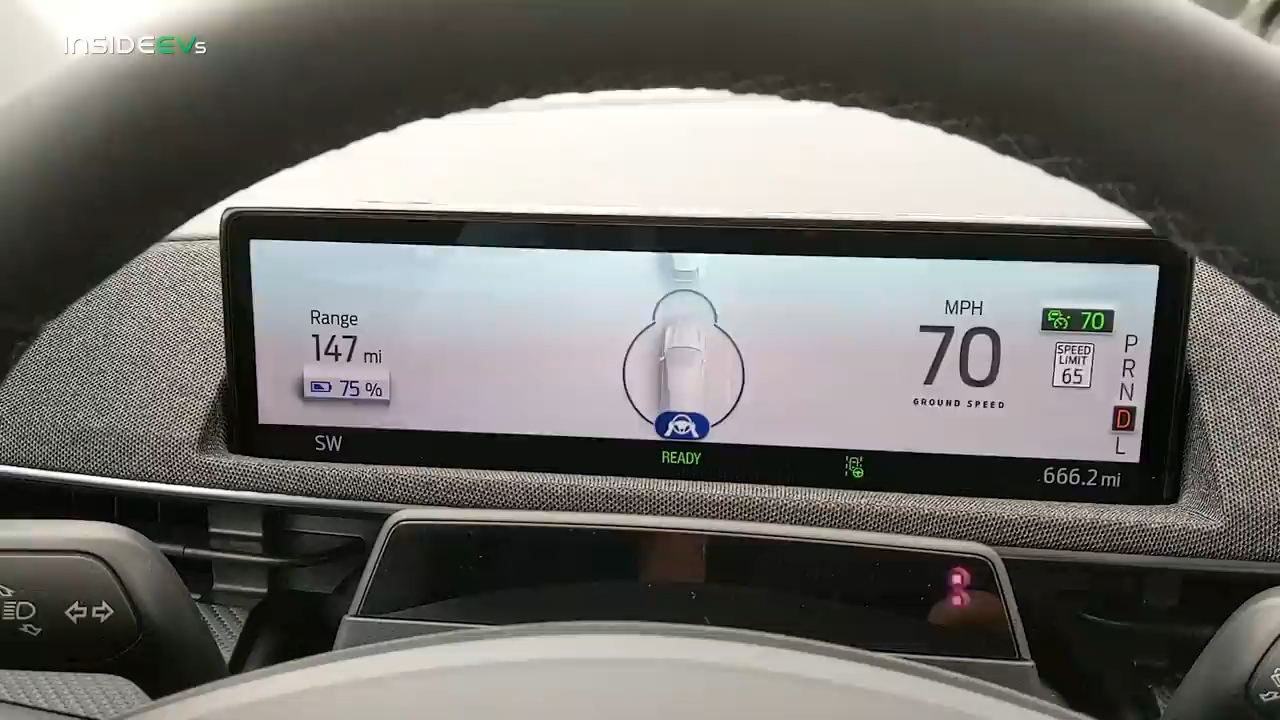 INSIDEEVs
Range
147 mi
75 %
MPH
70
GROUND SPEED
70
SPEED
LIMIT
65
P
R
N
D
L
SW
READY
666.2 mi